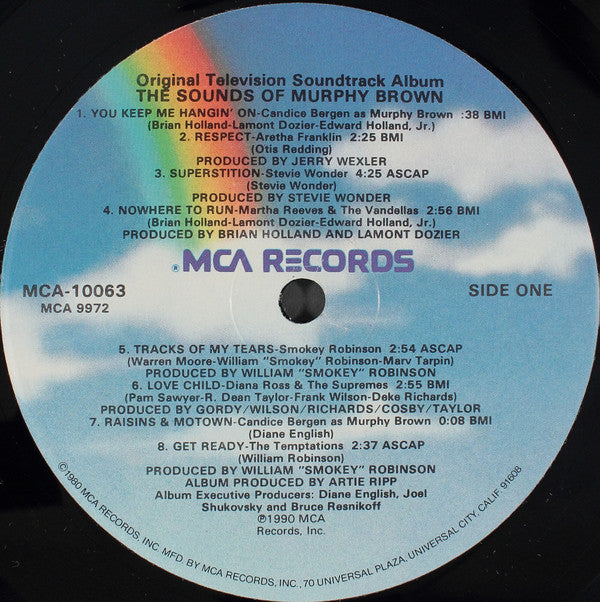 Original Television Soundtrack Album
THE SOUNDS OF MURPHY BROWN
1. YOU KEEP ME HANGIN' ON-Candice Bergen as Murphy Brown :38 BMI
(Brian Holland-Lamont Dozier-Edward Holland, Jr.)
2. RESPECT-Aretha Franklin 2:25 BMI
(Otis Redding)
PRODUCED BY JERRY WEXLER
3. SUPERSTITION-Stevie Wonder 4:25 ASCAP
(Stevie Wonder)
PRODUCED BY STEVIE WONDER
4. NOWHERE TO RUN-Martha Reeves & The Vandellas 2:56 BMI
(Brian Holland-Lamont Dozier-Edward Holland, Jr.)
PRODUCED BY BRIAN HOLLAND AND LAMONT DOZIER
® MCA RECORDS
MCA-10063
MCA 9972
SIDE ONE
5. TRACKS OF MY TEARS-Smokey Robinson 2:54 ASCAP
(Warren Moore-William "Smokey" Robinson-Marv Tarpin)
PRODUCED BY WILLIAM "SMOKEY" ROBINSON
6. LOVE CHILD-Diana Ross & The Supremes 2:55 BMI
(Pam Sawyer-R. Dean Taylor-Frank Wilson-Deke Richards)
PRODUCED BY GORDY/WILSON/RICHARDS/COSBY/TAYLOR
7. RAISINS & MOTOWN-Candice Bergen as Murphy Brown 0:08 BMI
(Diane English)
8. GET READY-The Temptations 2:37 ASCAP
(William Robinson)
PRODUCED BY WILLIAM "SMOKEY" ROBINSON
ALBUM PRODUCED BY ARTIE RIPP
Album Executive Producers: Diane English, Joel
Shukovsky and Bruce Resnikoff
℗1990 MCA
Records, Inc.
©1980 MCA RECORDS, INC. MFD. BY MCA RECORDS, INC., 70 UNIVERSAL PLAZA, UNIVERSAL CITY, CALIF. 91608